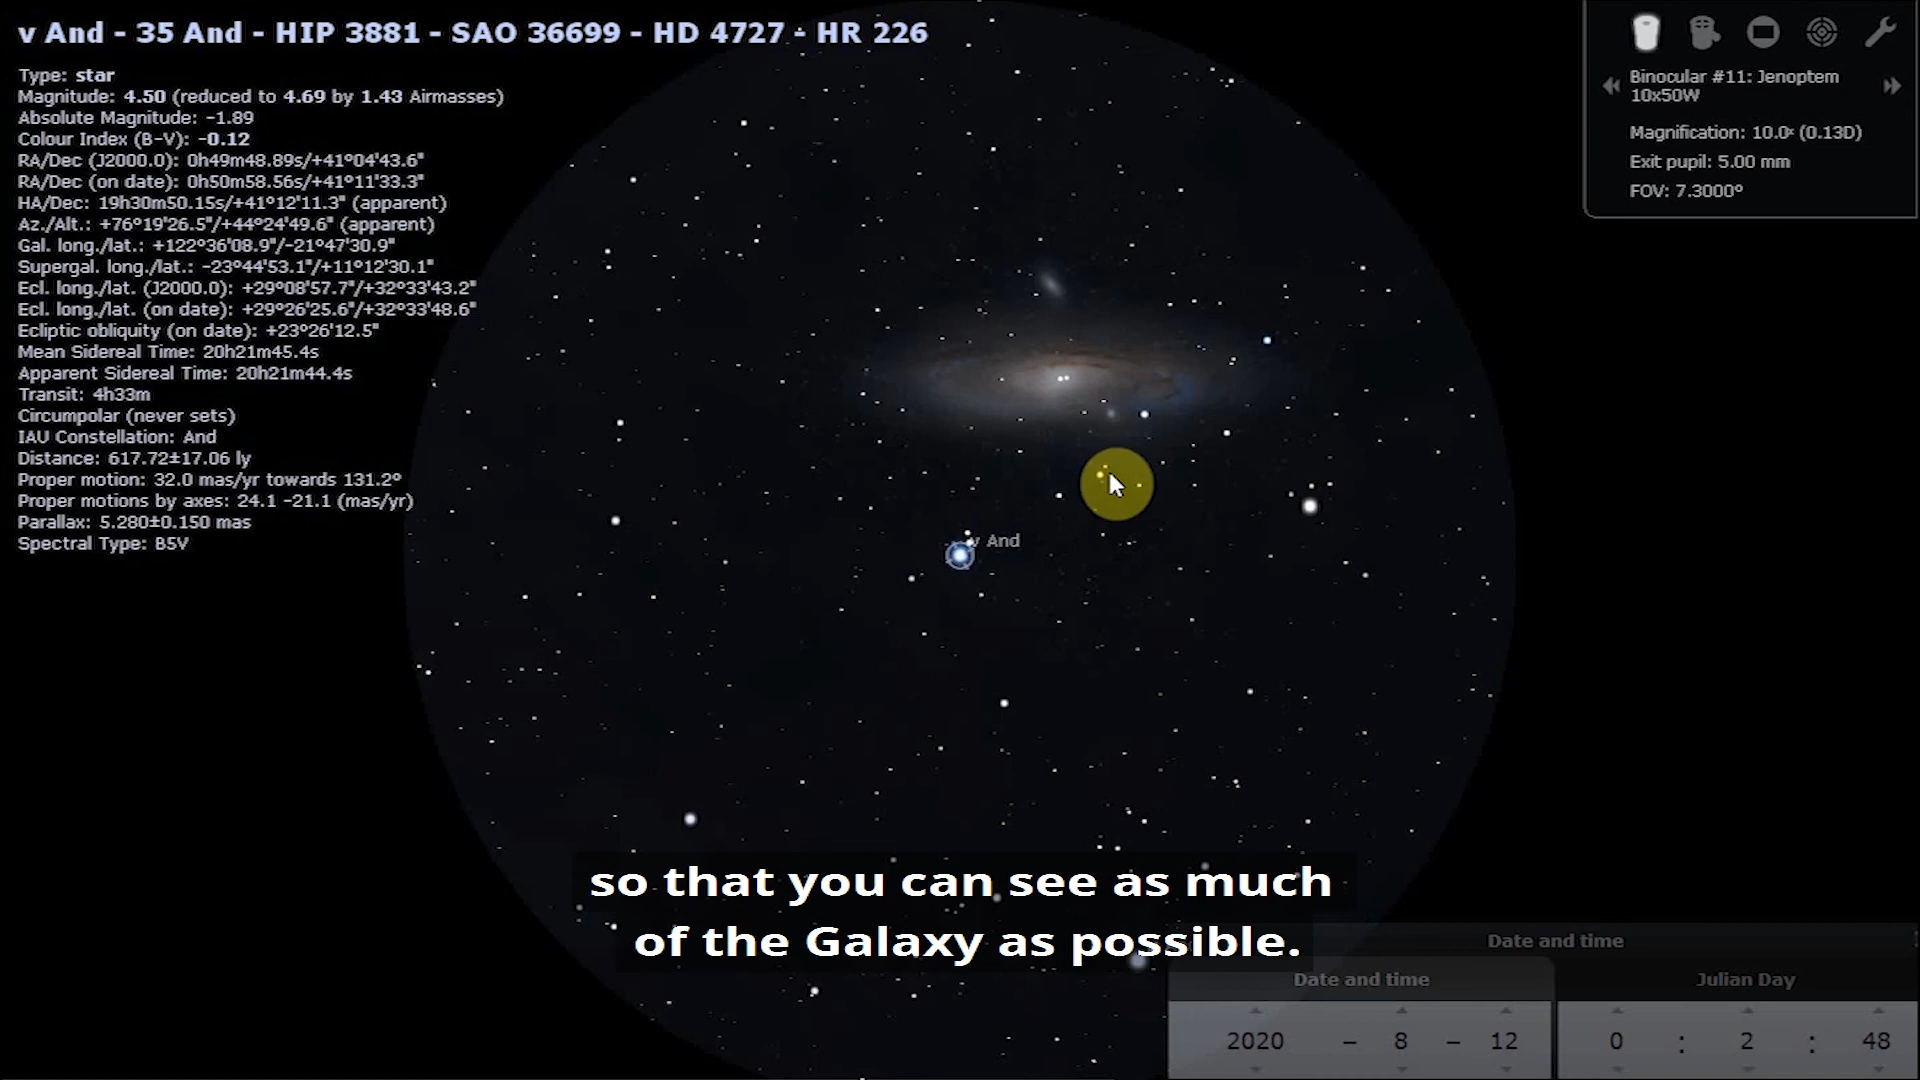 ν And - 35 And - HIP 3881 - SAO 36699 - HD 4727 - HR 226
Type: star
Magnitude: 4.50 (reduced to 4.69 by 1.43 Airmasses)
Absolute Magnitude: -1.89
Colour Index (B-V): -0.12
RA/Dec (J2000.0): 0h49m48.89s/+41°04'43.6"
RA/Dec (on date): 0h50m58.56s/+41°11'33.3"
HA/Dec: 19h30m50.15s/+41°12'11.3" (apparent)
Az./Alt.: +76°19'26.5"/+44°24'49.6" (apparent)
Gal. long./lat.: +122°36'08.9"/-21°47'30.9"
Supergal. long./lat.: -23°44'53.1"/+11°12'30.1"
Ecl. long./lat. (J2000.0): +29°08'57.7"/+32°33'43.2"
Ecl. long./lat. (on date): +29°26'25.6"/+32°33'48.6"
Ecliptic obliquity (on date): +23°26'12.5"
Mean Sidereal Time: 20h21m45.4s
Apparent Sidereal Time: 20h21m44.4s
Transit: 4h33m
Circumpolar (never sets)
IAU Constellation: And
Distance: 617.72±17.06 ly
Proper motion: 32.0 mas/yr towards 131.2°
Proper motions by axes: 24.1 -21.1 (mas/yr)
Parallax: 5.280±0.150 mas
Spectral Type: B5V
Binocular #11: Jenoptem
10x50W
Magnification: 10.0× (0.13D)
Exit pupil: 5.00 mm
FOV: 7.3000°
ν And
so that you can see as much
of the Galaxy as possible.
Date and time
Date and time
Julian Day
2020 - 8 - 12
0 : 2 : 48